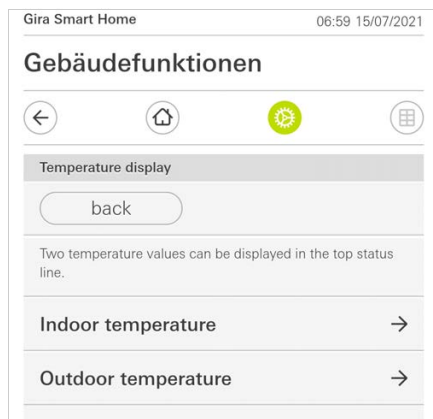 Gira Smart Home 06:59 15/07/2021
Gebäudefunktionen
Temperature display
back
Two temperature values can be displayed in the top status
line.
Indoor temperature
Outdoor temperature